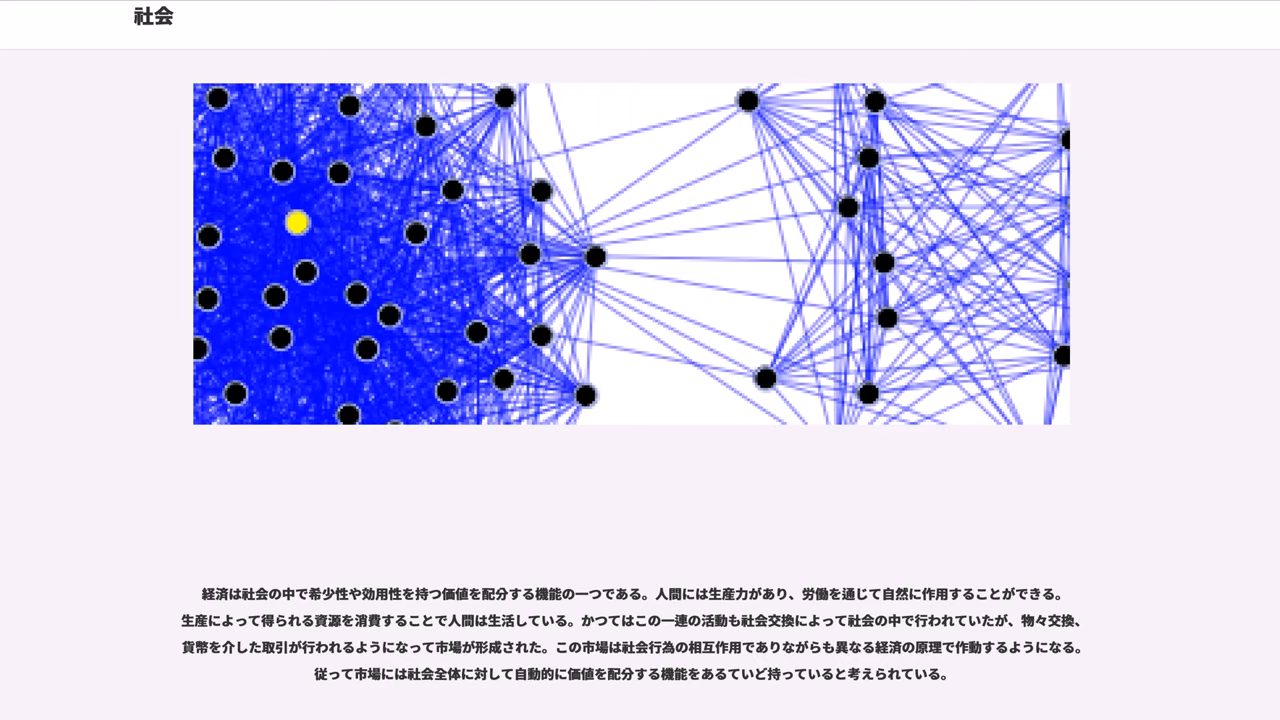 社会
経済は社会の中で希少性や効用性を持つ価値を配分する機能の一つである。人間には生産力があり、労働を通じて自然に作用することができる。
生産によって得られる資源を消費することで人間は生活している。かつてはこの一連の活動も社会交換によって社会の中で行われていたが、物々交換、
貨幣を介した取引が行われるようになって市場が形成された。この市場は社会行為の相互作用でありながらも異なる経済の原理で作動するようになる。
従って市場には社会全体に対して自動的に価値を配分する機能をあるていど持っていると考えられている。